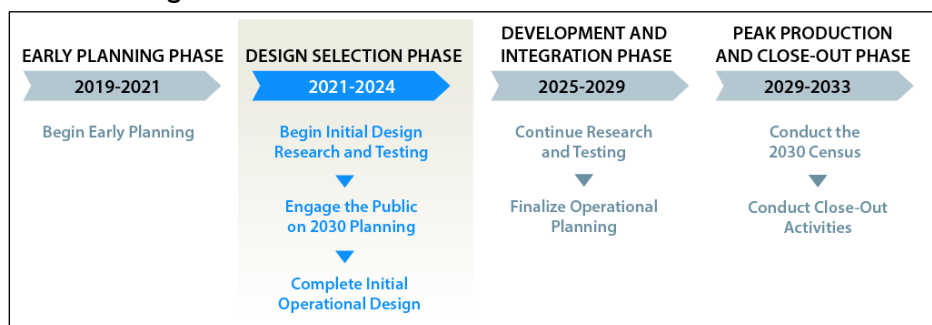 EARLY PLANNING PHASE
2019-2021
Begin Early Planning
DESIGN SELECTION PHASE
2021-2024
Begin Initial Design
Research and Testing
Engage the Public
on 2030 Planning
Complete Initial
Operational Design
DEVELOPMENT AND
INTEGRATION PHASE
2025-2029
Continue Research
and Testing
Finalize Operational
Planning
PEAK PRODUCTION
AND CLOSE-OUT PHASE
2029-2033
Conduct the
2030 Census
Conduct Close-Out
Activities